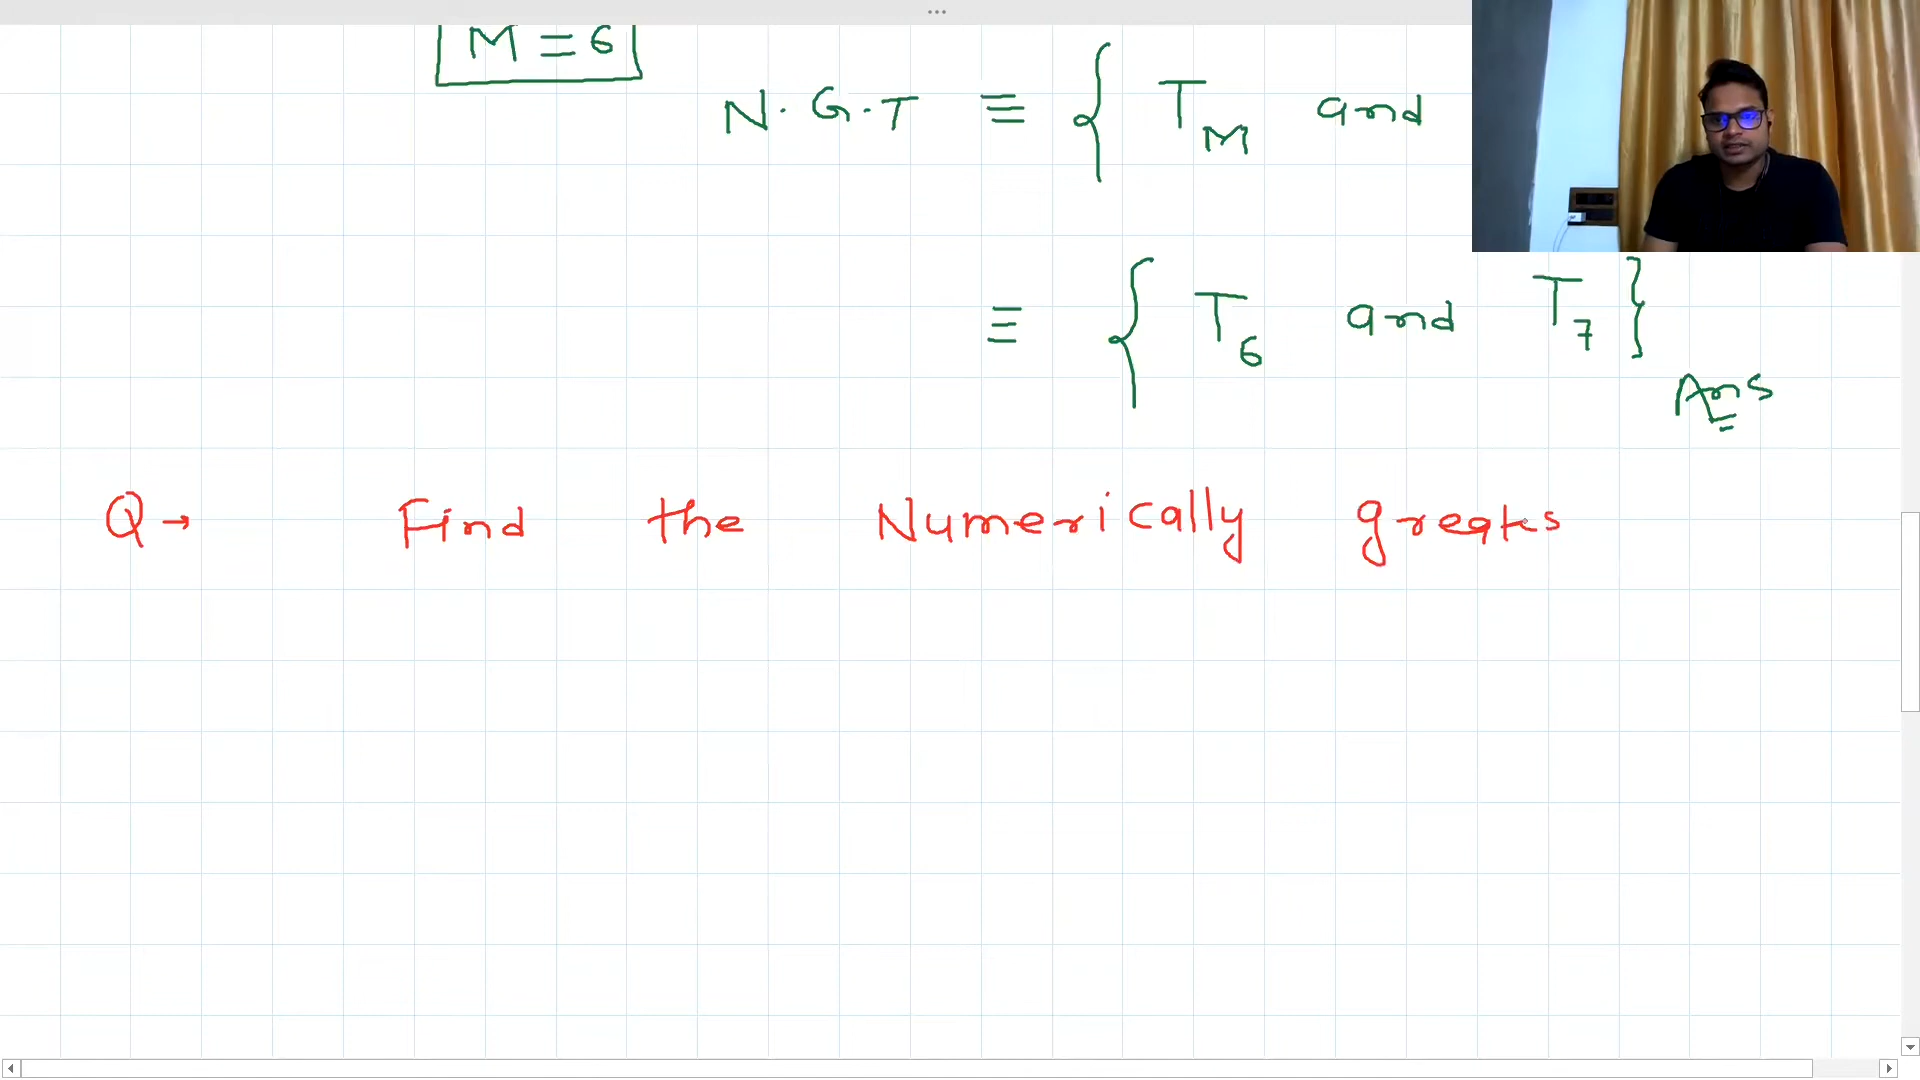 M = 6
N. G. T ≡ { T_M and
≡ { T_6 and T_7 }
Ans
Q → Find the Numerically greates